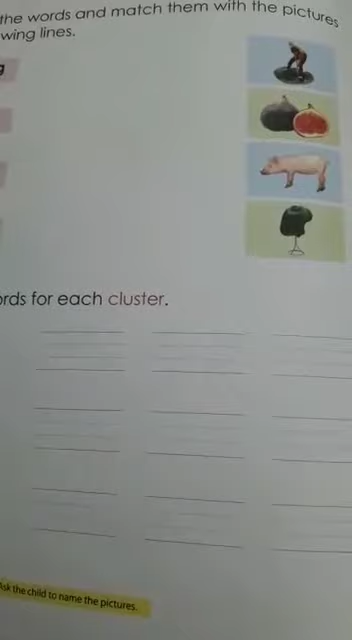 the words and match them with the pictures
wing lines.
g
rds for each cluster.
Ask the child to name the pictures.